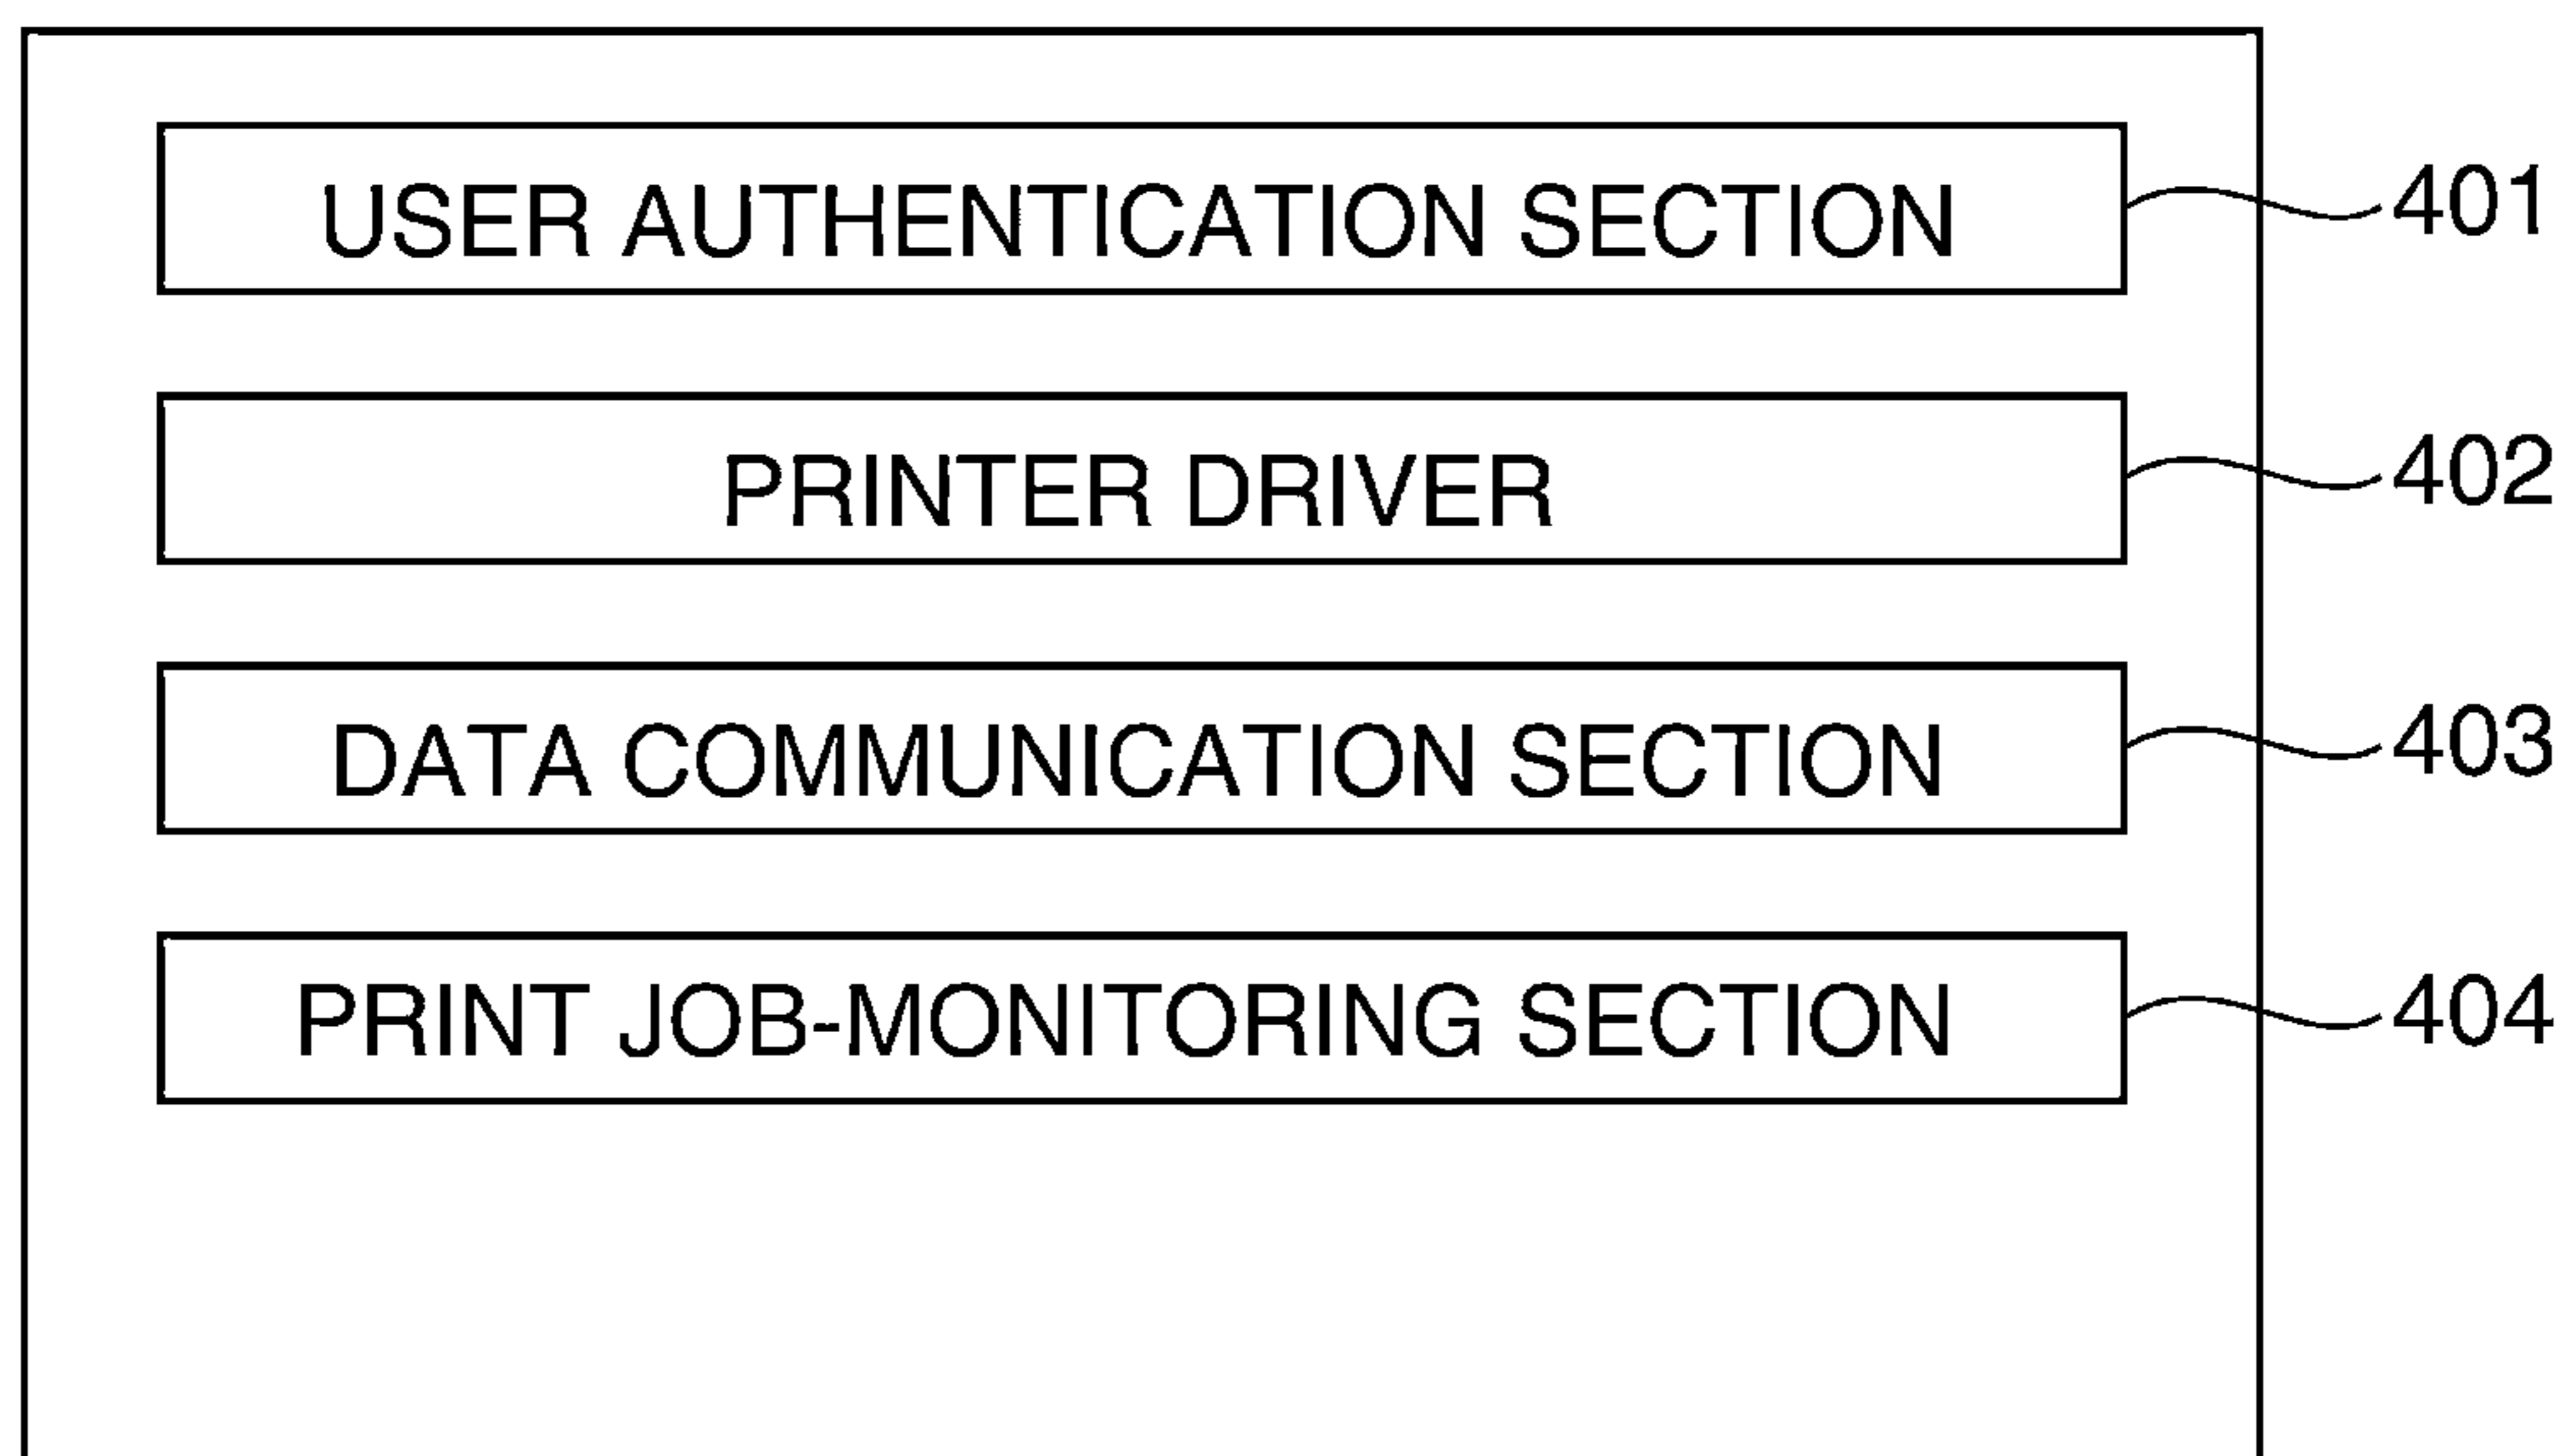 USER AUTHENTICATION SECTION 401
PRINTER DRIVER 402
DATA COMMUNICATION SECTION 403
PRINT JOB-MONITORING SECTION 404